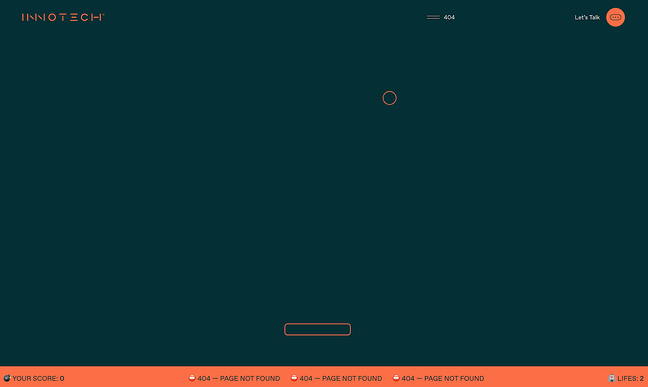 INNOTECH
404
Let's Talk
YOUR SCORE: 0
404 — PAGE NOT FOUND
404 — PAGE NOT FOUND
404 — PAGE NOT FOUND
LIFES: 2